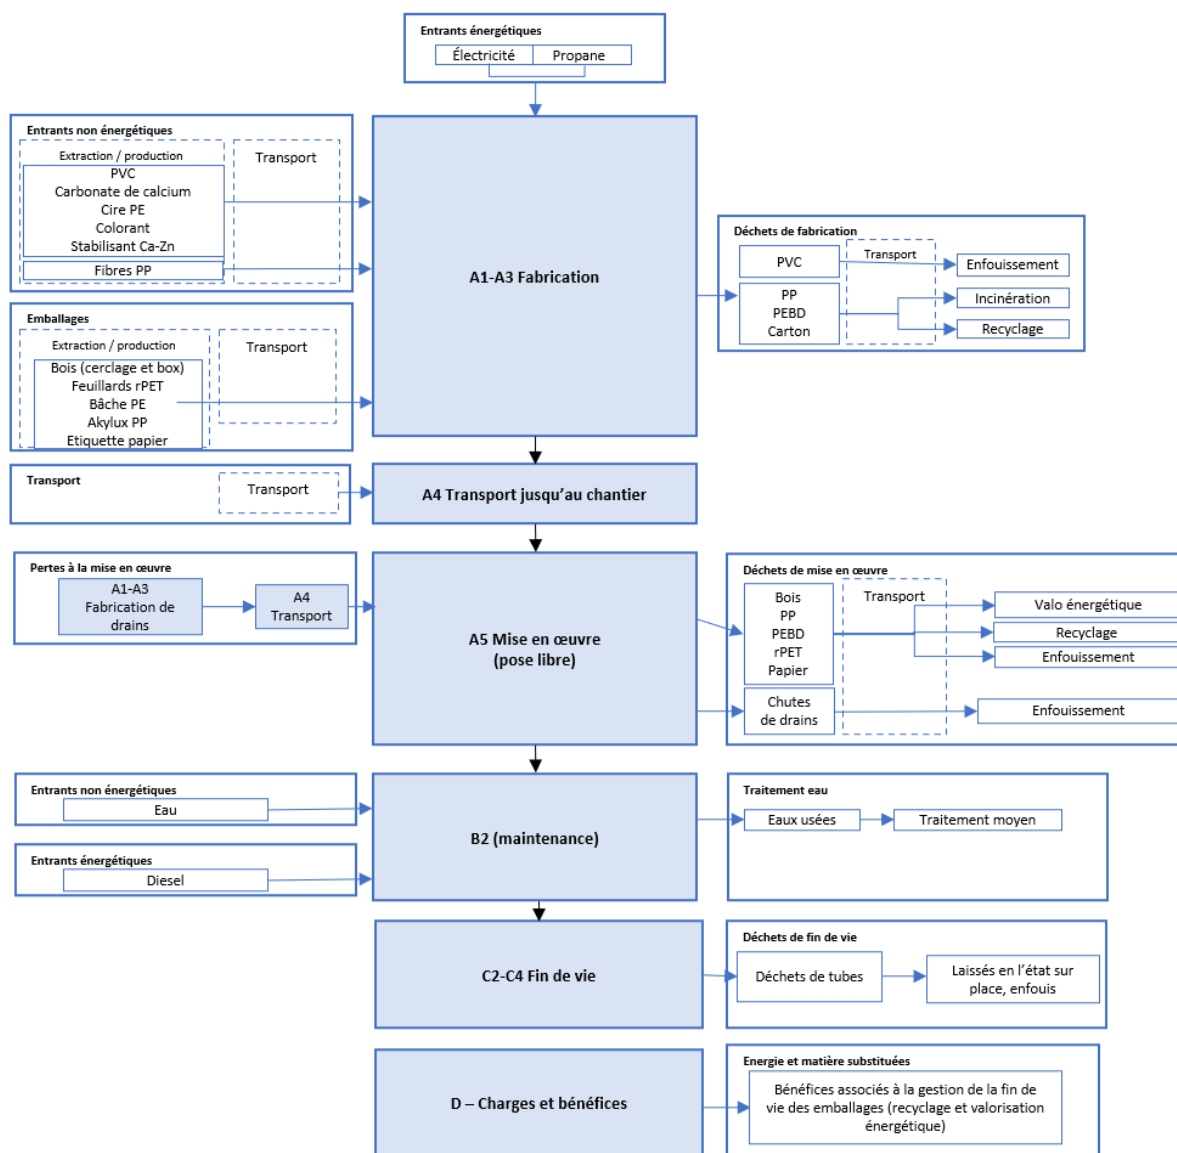 Entrants énergétiques
Électricité
Propane
Entrants non énergétiques
Extraction / production
PVC
Carbonate de calcium
Cire PE
Colorant
Stabilisant Ca-Zn
Fibres PP
Transport
Emballages
Extraction / production
Bois (cerclage et box)
Feuillards rPET
Bâche PE
Akylux PP
Etiquette papier
Transport
A1-A3 Fabrication
Déchets de fabrication
PVC
PP
PEBD
Carton
Transport
Enfouissement
Incinération
Recyclage
Transport
Transport
A4 Transport jusqu’au chantier
Pertes à la mise en œuvre
A1-A3
Fabrication de
drains
A4
Transport
A5 Mise en œuvre
(pose libre)
Déchets de mise en œuvre
Bois
PP
PEBD
rPET
Papier
Chutes
de drains
Transport
Valo énergétique
Recyclage
Enfouissement
Enfouissement
Entrants non énergétiques
Eau
Entrants énergétiques
Diesel
B2 (maintenance)
Traitement eau
Eaux usées
Traitement moyen
C2-C4 Fin de vie
Déchets de fin de vie
Déchets de tubes
Laissés en l’état sur
place, enfouis
D – Charges et bénéfices
Energie et matière substituées
Bénéfices associés à la gestion de la fin de
vie des emballages (recyclage et valorisation
énergétique)